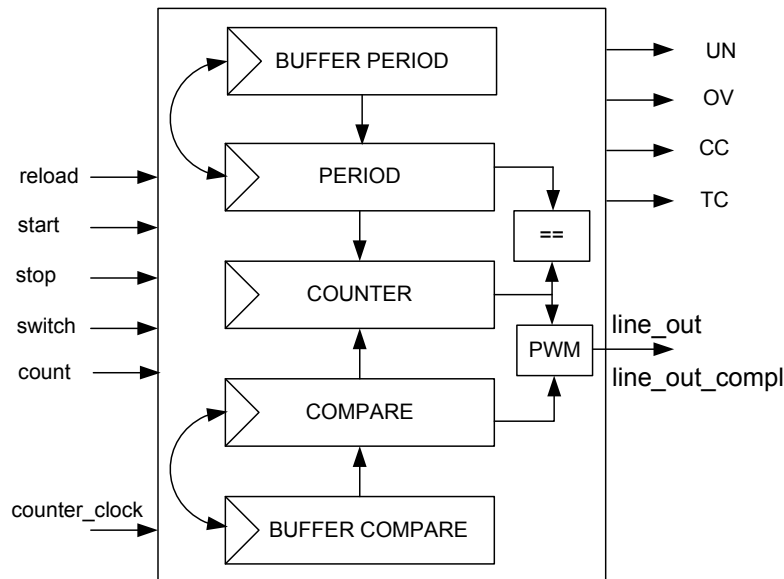 BUFFER PERIOD
PERIOD
==
COUNTER
PWM
COMPARE
BUFFER COMPARE
reload
start
stop
switch
count
counter_clock
UN
OV
CC
TC
line_out
line_out_compl